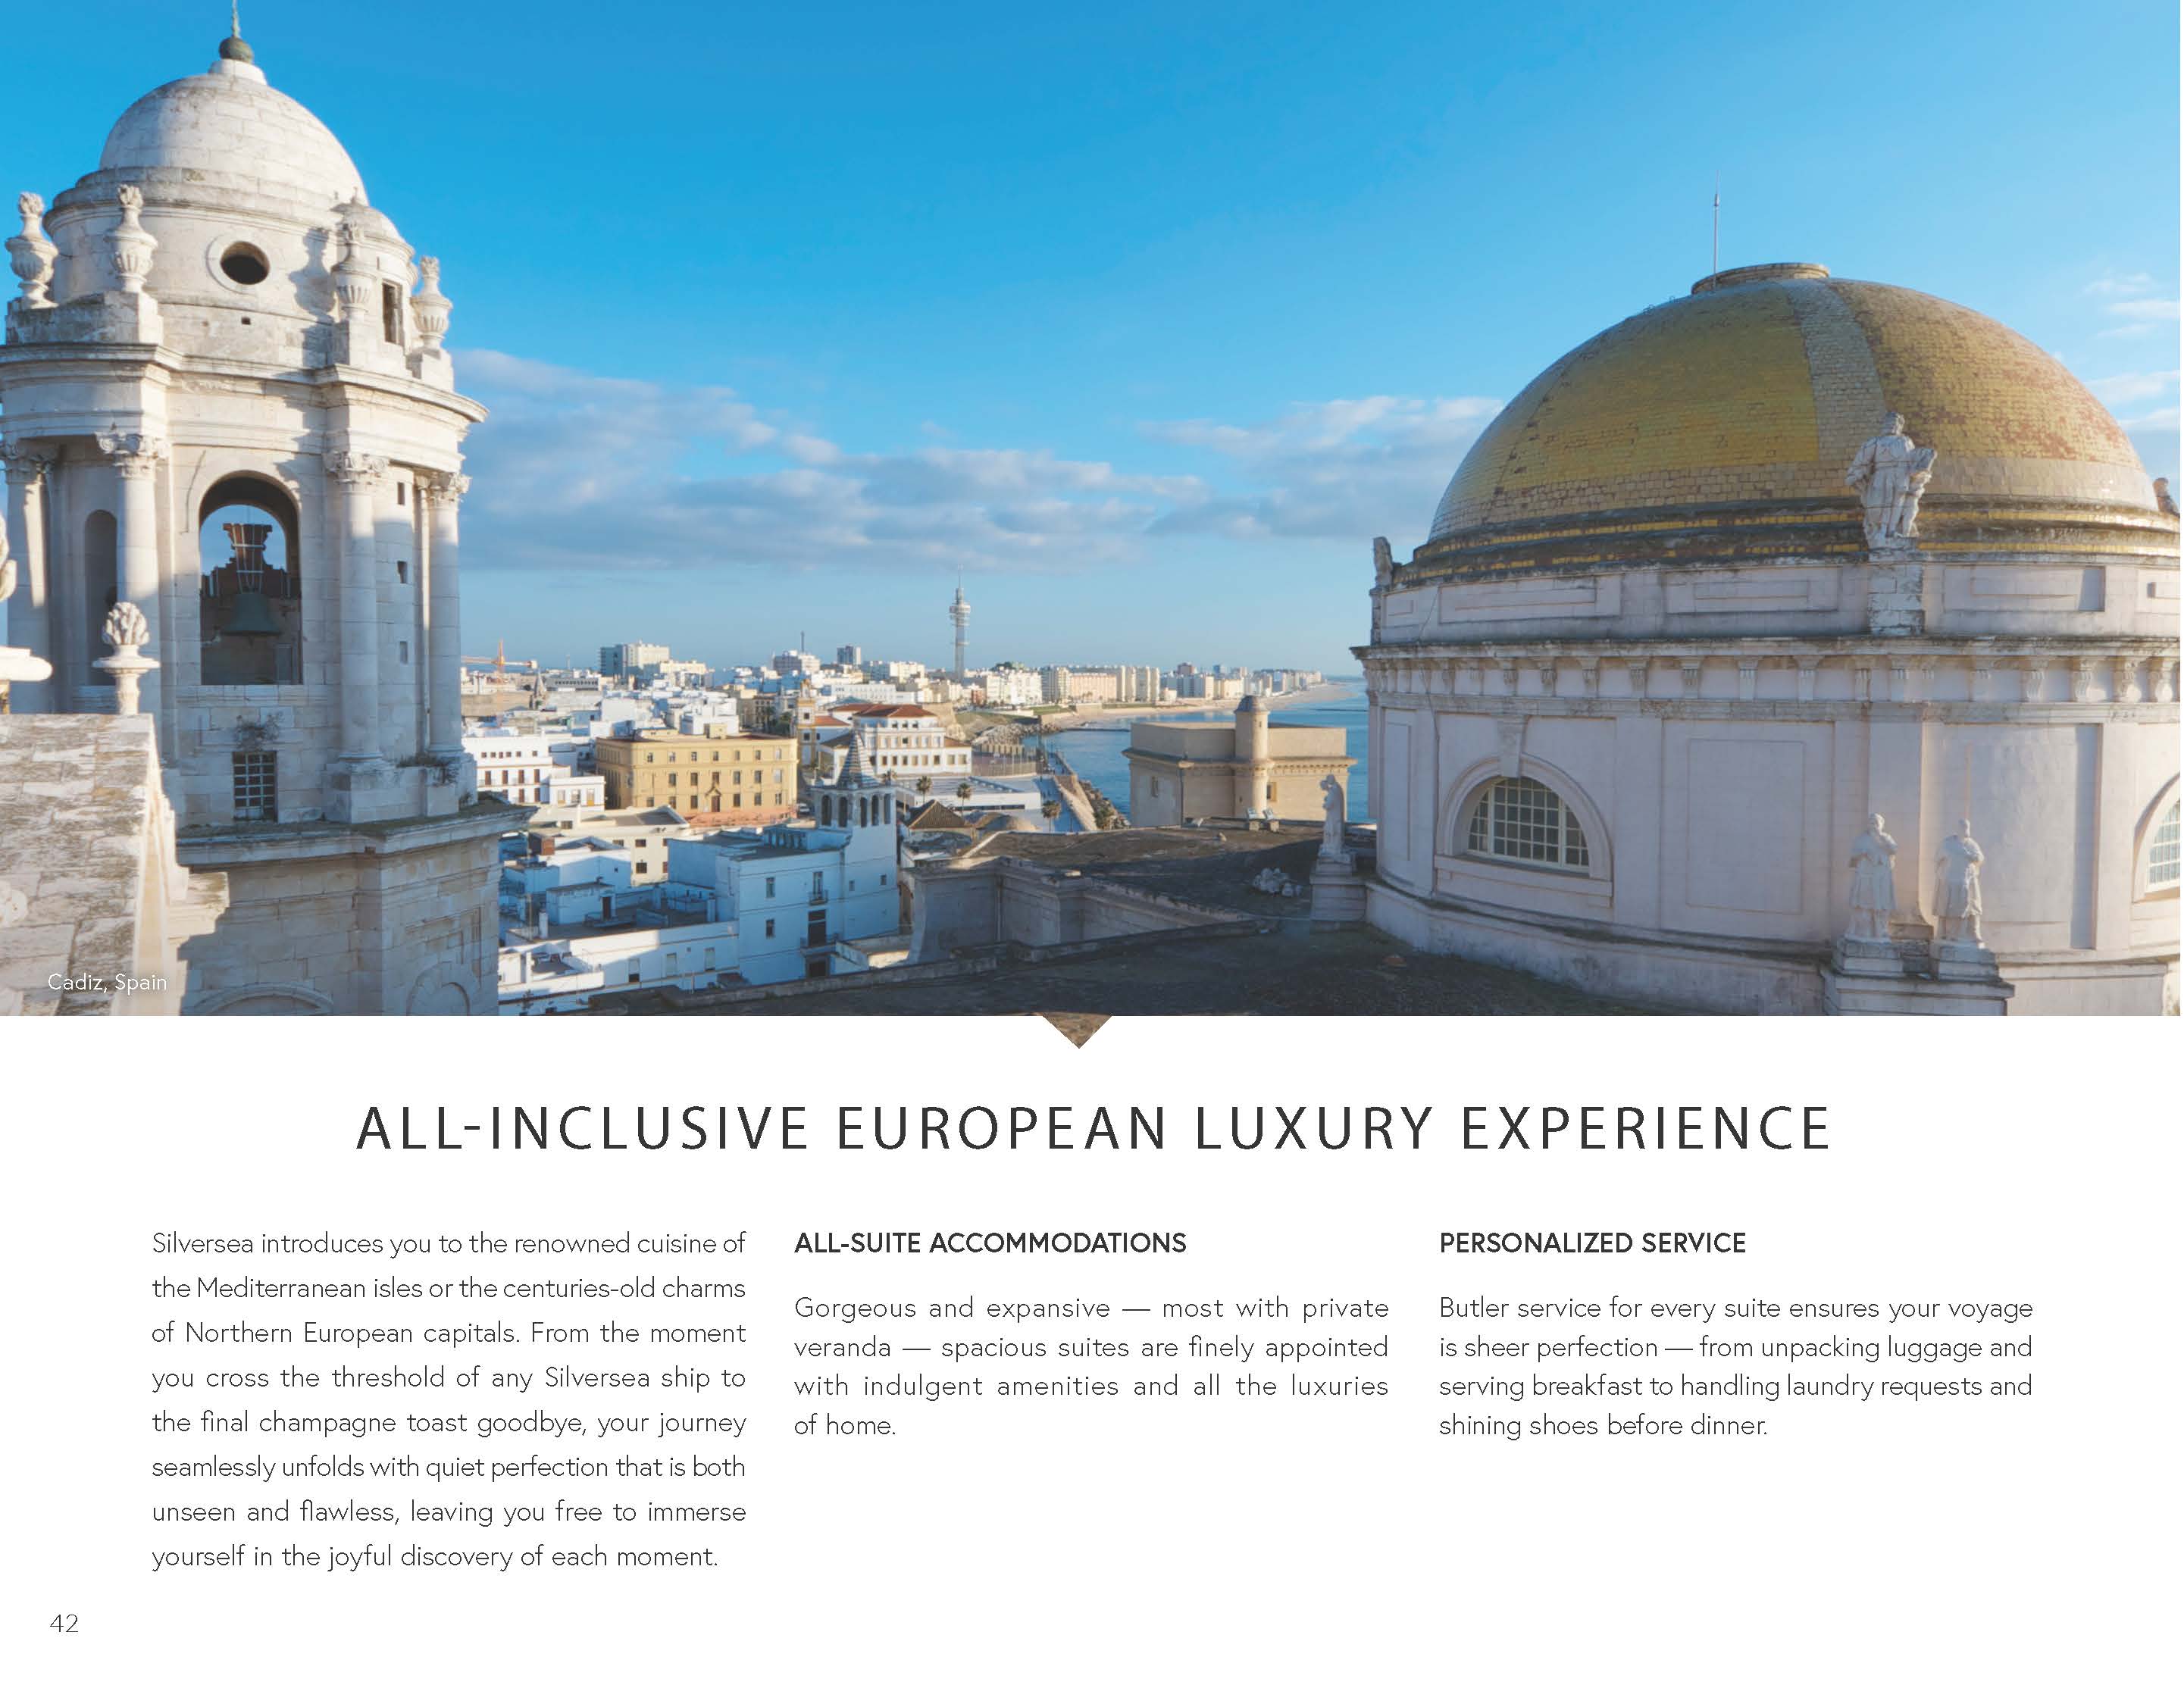 Cadiz, Spain
ALL-INCLUSIVE EUROPEAN LUXURY EXPERIENCE
Silversea introduces you to the renowned cuisine of
the Mediterranean isles or the centuries-old charms
of Northern European capitals. From the moment
you cross the threshold of any Silversea ship to
the final champagne toast goodbye, your journey
seamlessly unfolds with quiet perfection that is both
unseen and flawless, leaving you free to immerse
yourself in the joyful discovery of each moment.
ALL-SUITE ACCOMMODATIONS
Gorgeous and expansive — most with private
veranda — spacious suites are finely appointed
with indulgent amenities and all the luxuries
of home.
PERSONALIZED SERVICE
Butler service for every suite ensures your voyage
is sheer perfection — from unpacking luggage and
serving breakfast to handling laundry requests and
shining shoes before dinner.
42